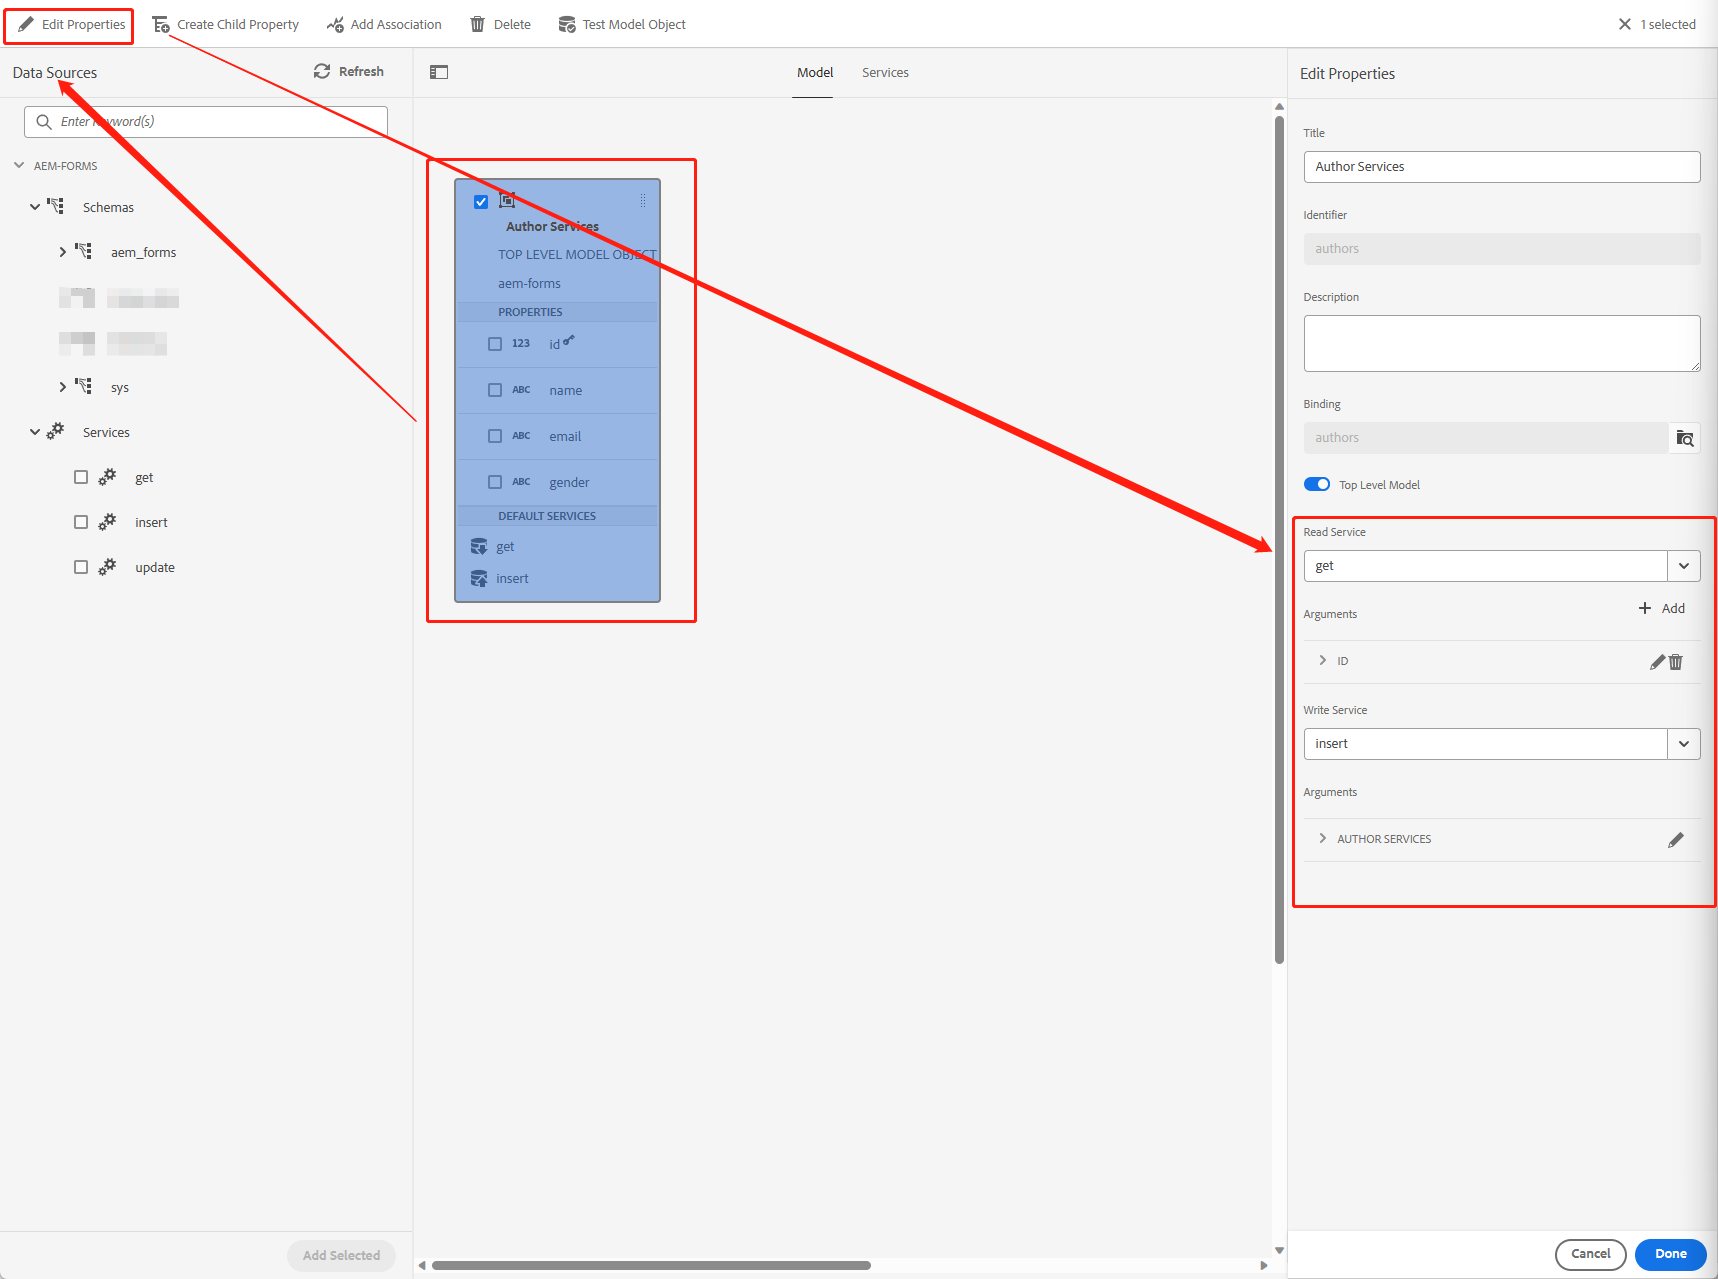 Edit Properties
Create Child Property
Add Association
Delete
Test Model Object
1 selected
Data Sources
Refresh
Enter Keyword(s)
AEM-FORMS
Schemas
aem_forms
sys
Services
get
insert
update
Add Selected
Model
Services
Author Services
TOP LEVEL MODEL OBJECT
aem-forms
PROPERTIES
123 id
ABC name
ABC email
ABC gender
DEFAULT SERVICES
get
insert
Edit Properties
Title
Author Services
Identifier
authors
Description
Binding
authors
Top Level Model
Read Service
get
Arguments
Add
ID
Write Service
insert
Arguments
AUTHOR SERVICES
Cancel
Done